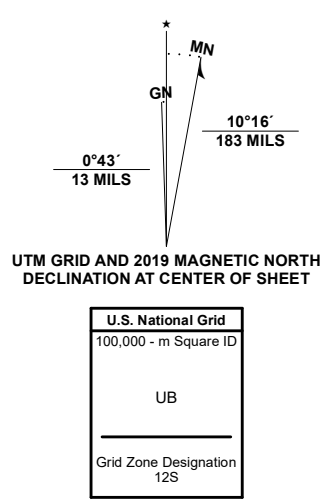 ★
MN
GN
10°16´
183 MILS
0°43´
13 MILS
UTM GRID AND 2019 MAGNETIC NORTH
DECLINATION AT CENTER OF SHEET
U.S. National Grid
100,000 - m Square ID
UB
Grid Zone Designation
12S